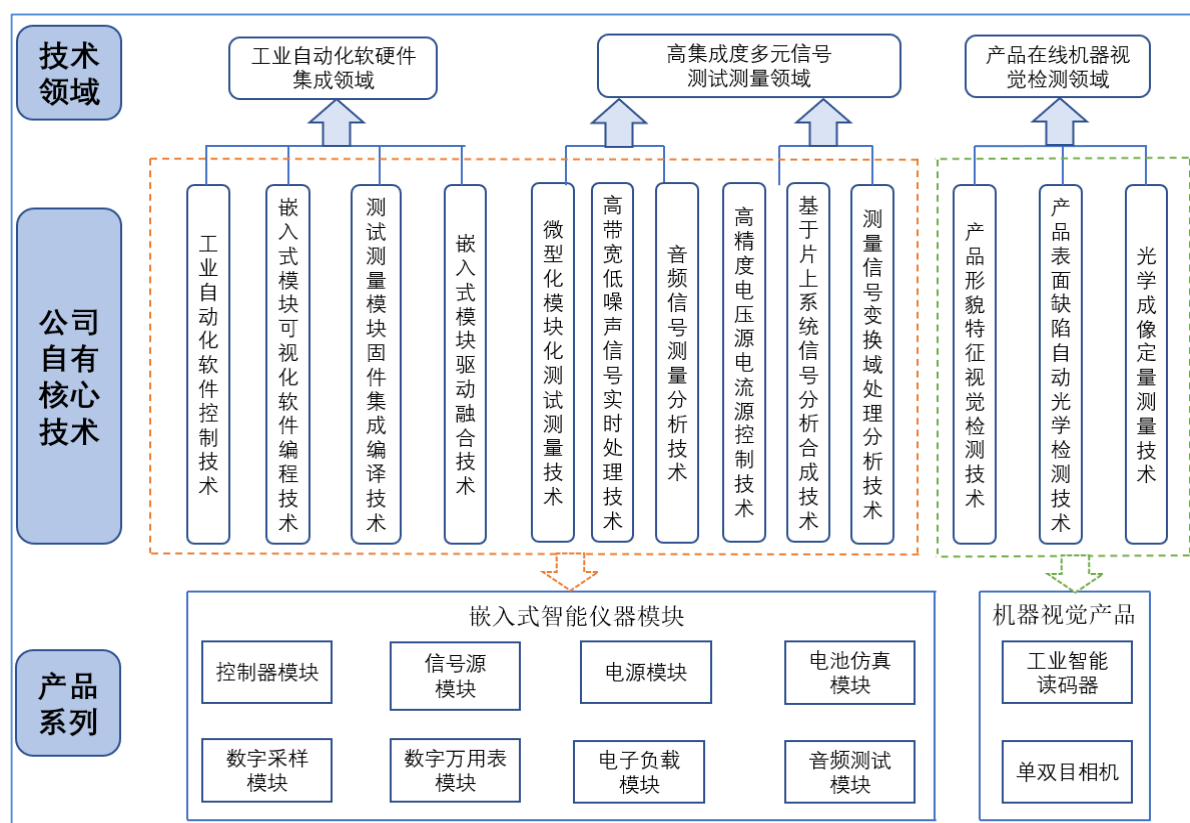 技术
领域
工业自动化软硬件
集成领域
高集成度多元信号
测试测量领域
产品在线机器视
觉检测领域
公司
自有
核心
技术
工业自动化软件控制技术
嵌入式模块可视化软件编程技术
测试测量模块固件集成编译技术
嵌入式模块驱动融合技术
微型化模块化测试测量技术
高带宽低噪声信号实时处理技术
音频信号测量分析技术
高精度电压源电流源控制技术
基于片上系统信号分析合成技术
测量信号变换域处理分析技术
产品形貌特征视觉检测技术
产品表面缺陷自动光学检测技术
光学成像定量测量技术
产品
系列
嵌入式智能仪器模块
控制器模块
信号源
模块
电源模块
电池仿真
模块
数字采样
模块
数字万用表
模块
电子负载
模块
音频测试
模块
机器视觉产品
工业智能
读码器
单双目相机